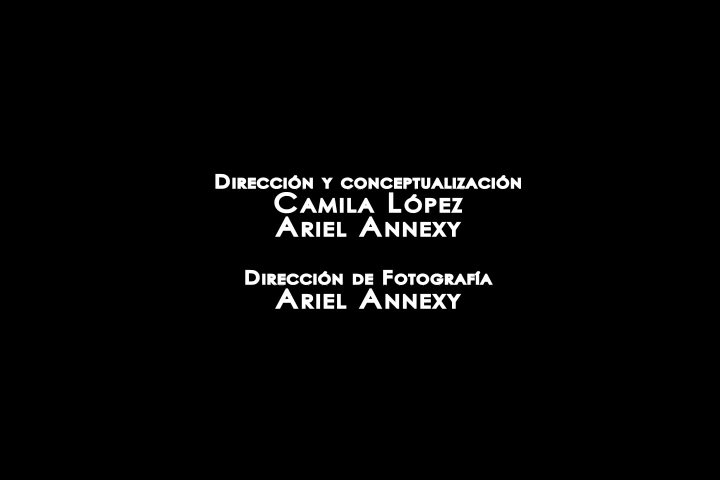 Dirección y conceptualización
Camila López
Ariel Annexy
Dirección de Fotografía
Ariel Annexy